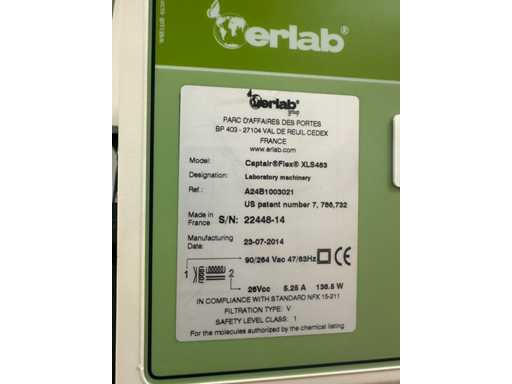 erlab®
erlab®
group
PARC D'AFFAIRES DES PORTES
BP 403 - 27104 VAL DE REUIL CEDEX
FRANCE
www.erlab.com
Model: Captair®Flex® XLS483
Designation: Laboratory machinery
Ref.: A24B1003021
US patent number 7, 786,732
Made in France S/N: 22448-14
Manufacturing Date: 23-07-2014
90/264 Vac 47/63Hz CE
1 2
26Vcc 5.25 A 136.5 W
IN COMPLIANCE WITH STANDARD NFX 15-211
FILTRATION TYPE: V
SAFETY LEVEL CLASS: 1
For the molecules authorized by the chemical listing